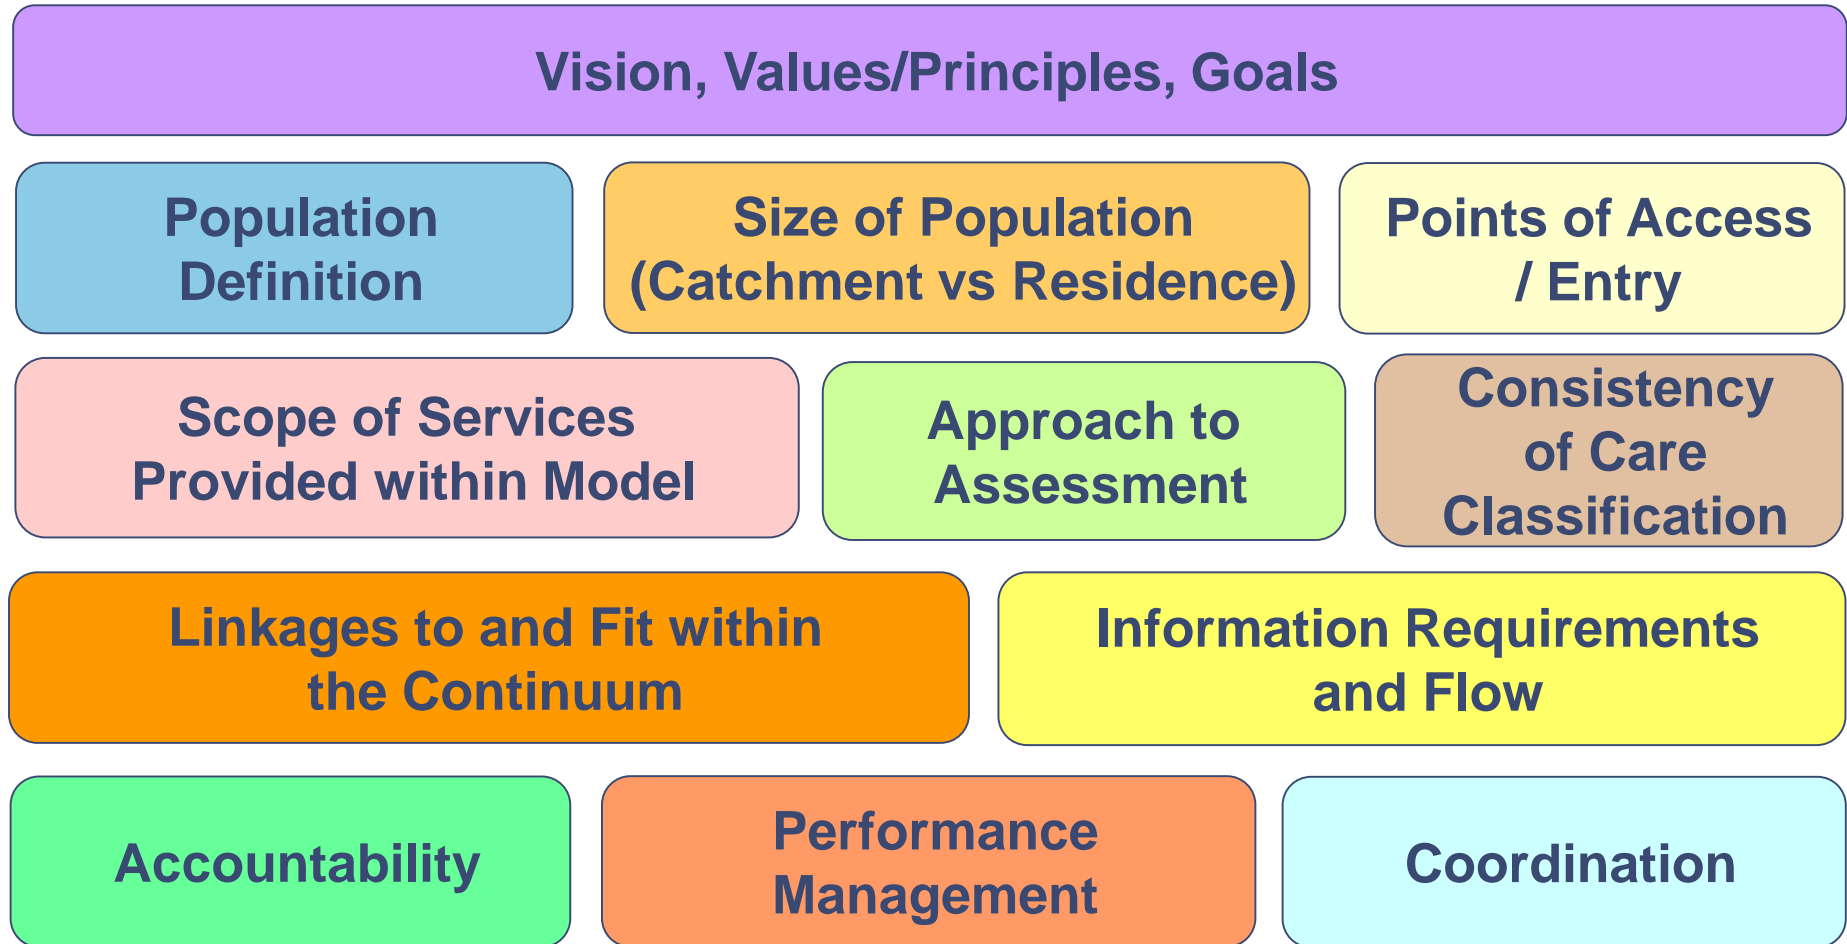 Vision, Values/Principles, Goals
Population
Definition
Size of Population
(Catchment vs Residence)
Points of Access
/ Entry
Scope of Services
Provided within Model
Approach to
Assessment
Consistency
of Care
Classification
Linkages to and Fit within
the Continuum
Information Requirements
and Flow
Accountability
Performance
Management
Coordination